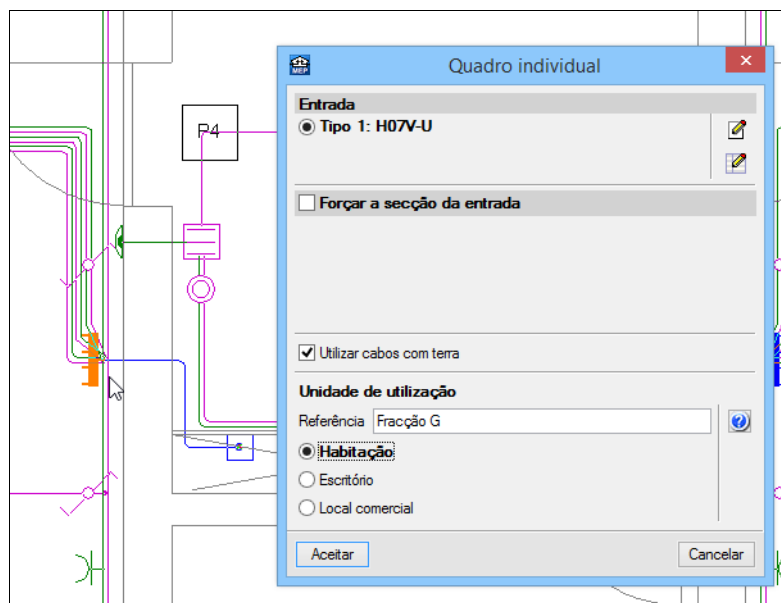 MEP
Quadro individual
Entrada
Tipo 1: H07V-U
P4
Forçar a secção da entrada
Utilizar cabos com terra
Unidade de utilização
Referência Fracção G
Habitação
Escritório
Local comercial
Aceitar Cancelar